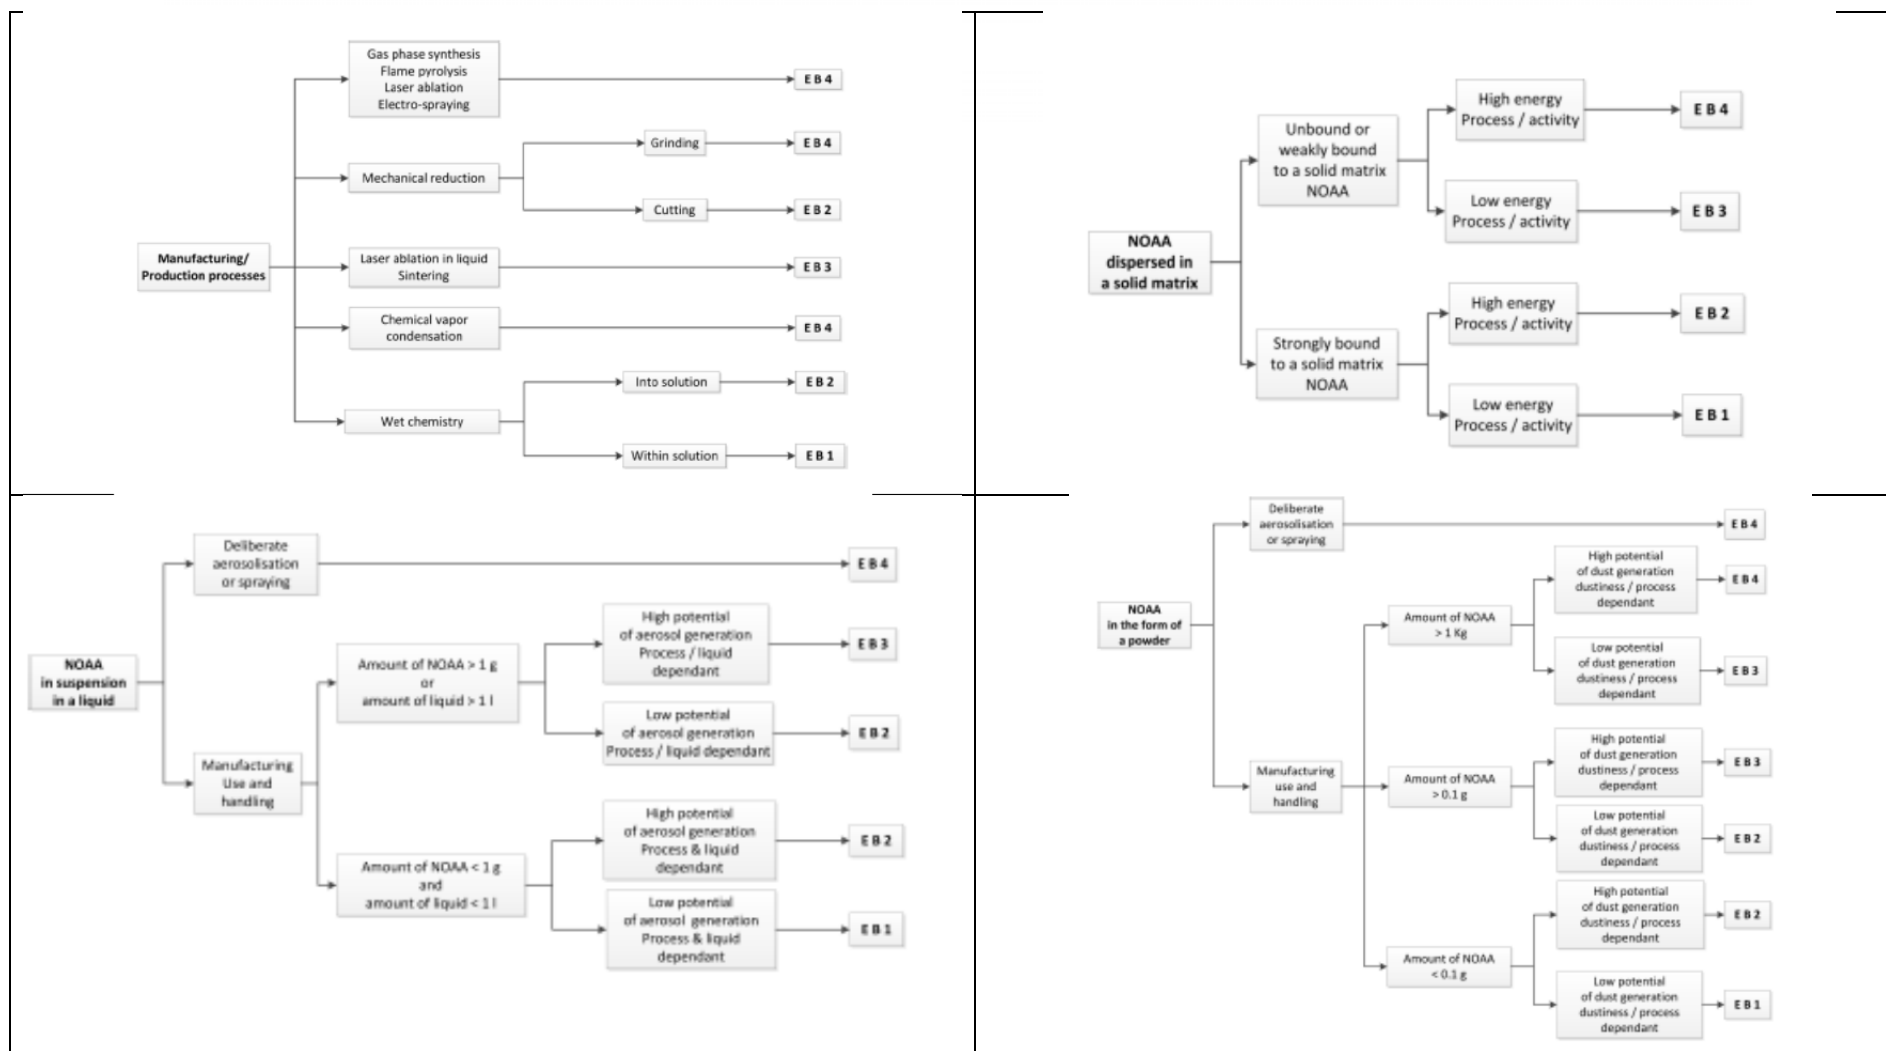 Gas phase synthesis
Flame pyrolysis
Laser ablation
Electro-spraying
E B 4
Grinding
E B 4
Mechanical reduction
Cutting
E B 2
Manufacturing/
Production processes
Laser ablation in liquid
Sintering
E B 3
Chemical vapor
condensation
E B 4
Into solution
E B 2
Wet chemistry
Within solution
E B 1
NOAA
dispersed in
a solid matrix
Unbound or
weakly bound
to a solid matrix
NOAA
High energy
Process / activity
E B 4
Low energy
Process / activity
E B 3
Strongly bound
to a solid matrix
NOAA
High energy
Process / activity
E B 2
Low energy
Process / activity
E B 1
NOAA
in suspension
in a liquid
Deliberate
aerosolisation
or spraying
E B 4
Manufacturing
Use and
handling
Amount of NOAA > 1 g
or
amount of liquid > 1 l
High potential
of aerosol generation
Process / liquid
dependant
E B 3
Low potential
of aerosol generation
Process / liquid dependant
E B 2
Amount of NOAA < 1 g
and
amount of liquid < 1 l
High potential
of aerosol generation
Process & liquid
dependant
E B 2
Low potential
of aerosol generation
Process & liquid
dependant
E B 1
NOAA
in the form of
a powder
Deliberate
aerosolisation
or spraying
E B 4
Manufacturing
use and
handling
Amount of NOAA
> 1 Kg
High potential
of dust generation
dustiness / process
dependant
E B 4
Low potential
of dust generation
dustiness / process
dependant
E B 3
Amount of NOAA
> 0.1 g
High potential
of dust generation
dustiness / process
dependant
E B 3
Low potential
of dust generation
dustiness / process
dependant
E B 2
Amount of NOAA
< 0.1 g
High potential
of dust generation
dustiness / process
dependant
E B 2
Low potential
of dust generation
dustiness / process
dependant
E B 1